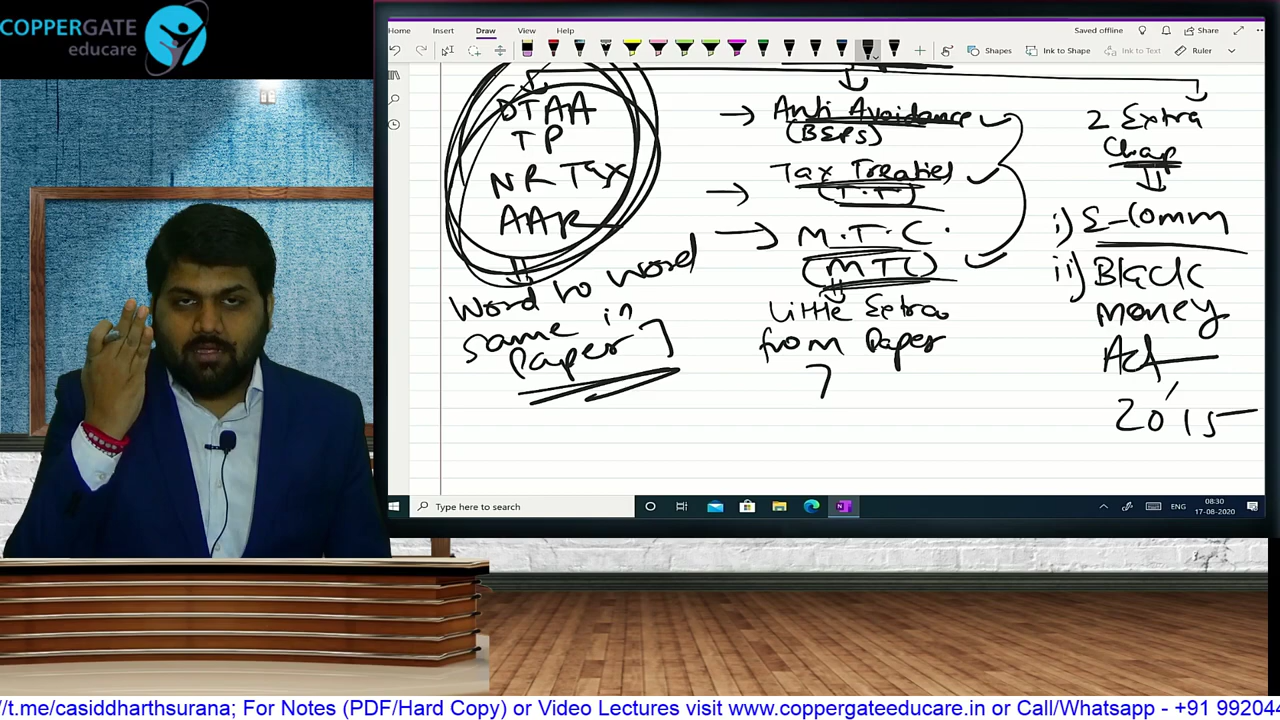 COPPERGATE
educare
Home Insert Draw View Help
Saved offline
Share
Shapes
Ink to Shape
Ink to Text
Ruler
DTAA
TP
NR Tax
AAR
Word to word
same in
Paper ]
→ Anti Avoidance
(BEPS)
→ Tax Treaties
(T.T)
→ M.T.C.
(MTC)
Little Extra
from Paper
7
2 Extra
Chap
i) E-Comm
ii) Black
money
Act
2015
Type here to search
ENG
08:30
17-08-2020
//t.me/casiddharthsurana; For Notes (PDF/Hard Copy) or Video Lectures visit www.coppergateeducare.in or Call/Whatsapp - +91 99204